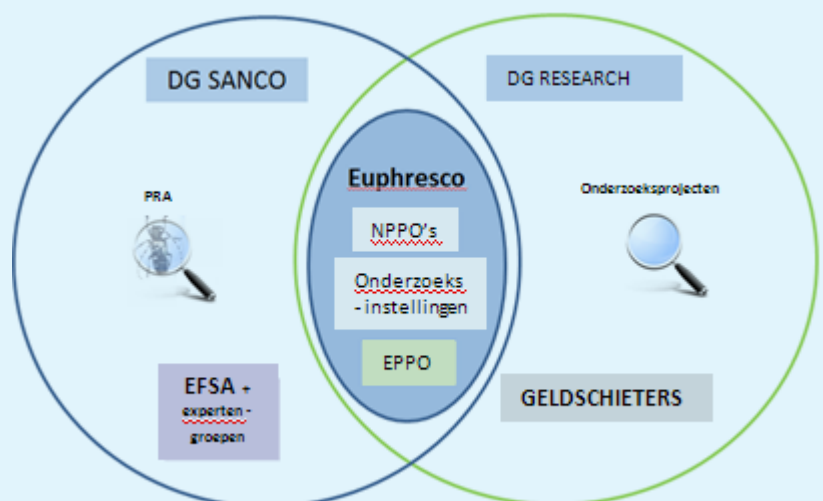 DG SANCO
PRA
EFSA +
experten -
groepen
Euphresco
NPPO's
Onderzoeks
- instellingen
EPPO
DG RESEARCH
Onderzoeksprojecten
GELDSCHIETERS